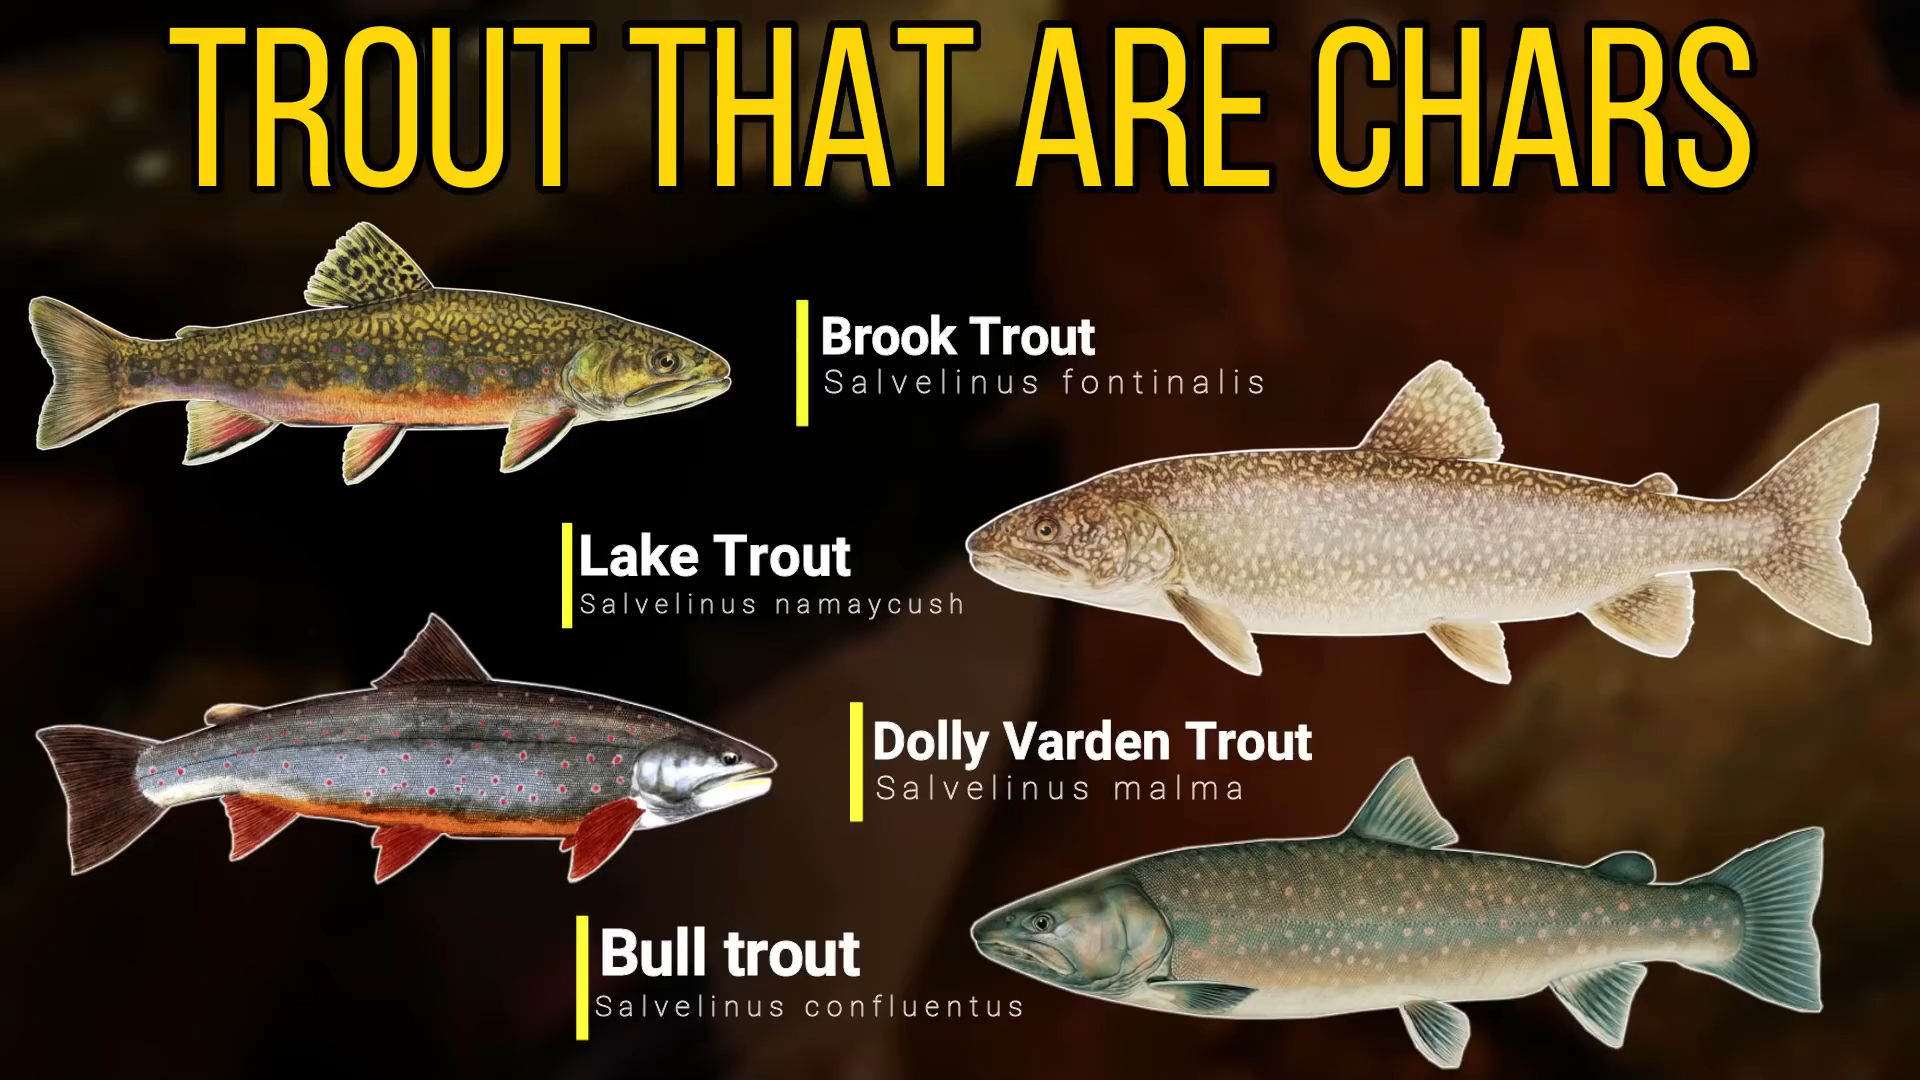 TROUT THAT ARE CHARS
Brook Trout
Salvelinus fontinalis
Lake Trout
Salvelinus namaycush
Dolly Varden Trout
Salvelinus malma
Bull trout
Salvelinus confluentus